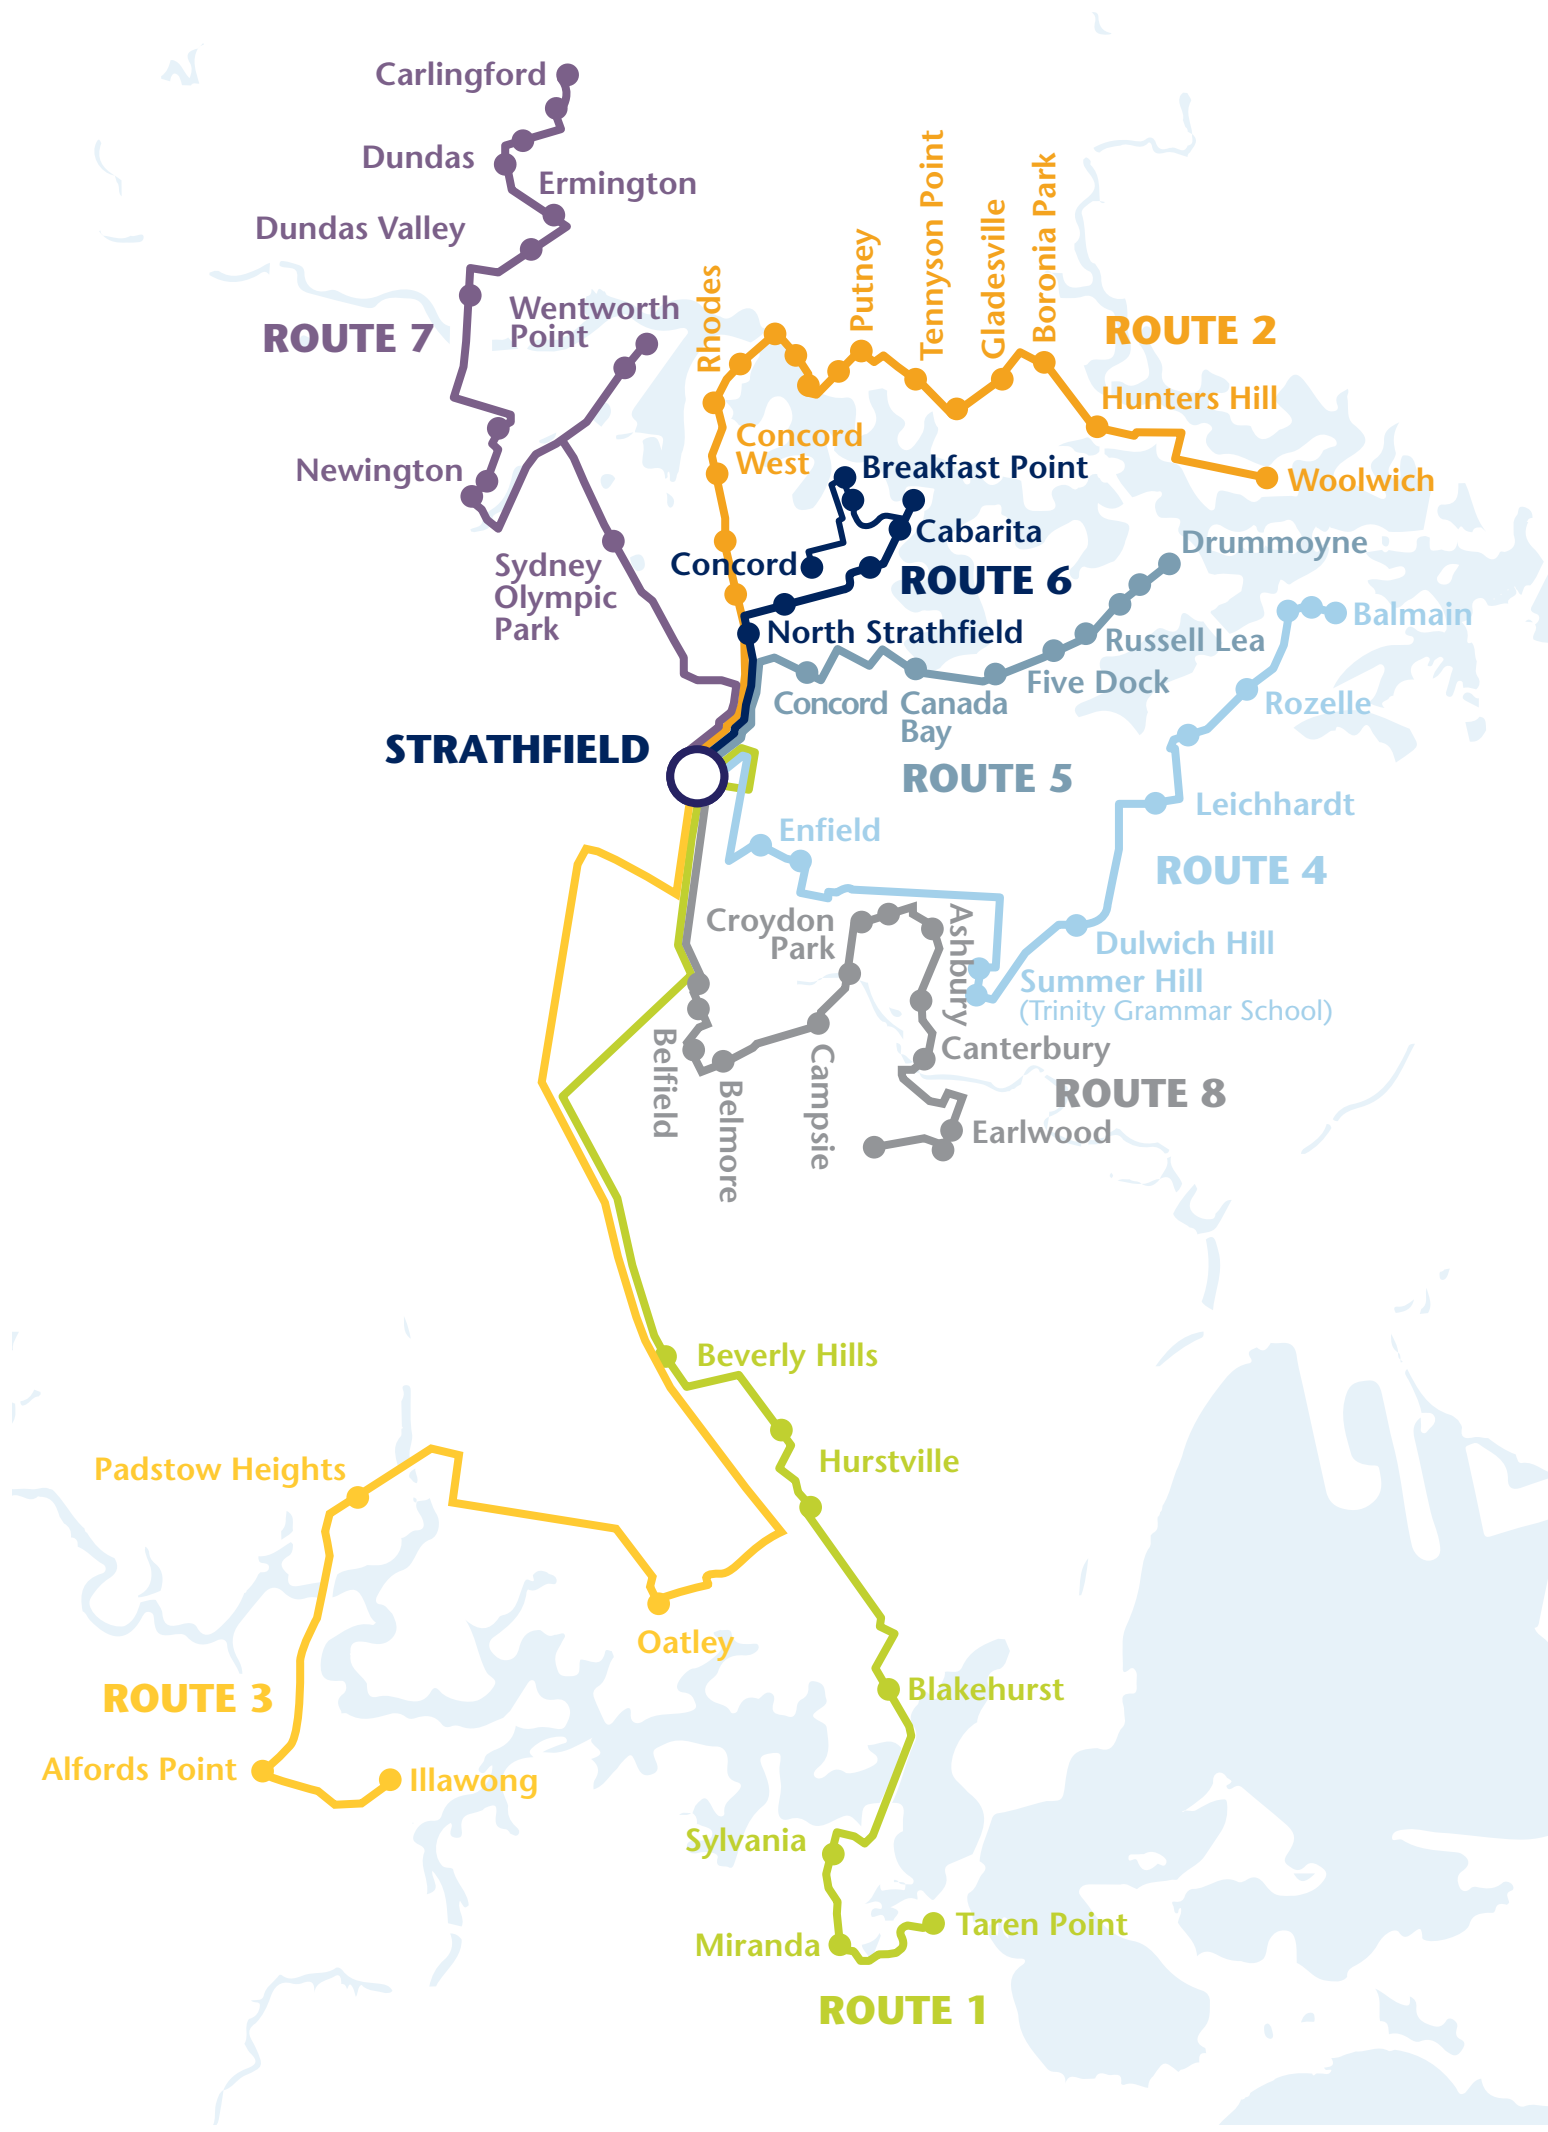 Carlingford
Dundas
Ermington
Dundas Valley
Wentworth
Point
ROUTE 7
Newington
Sydney
Olympic
Park
Rhodes
Putney
Tennyson Point
Gladesville
Boronia Park
ROUTE 2
Hunters Hill
Woolwich
Concord
West
Breakfast Point
Cabarita
Concord
ROUTE 6
North Strathfield
Drummoyne
Russell Lea
Five Dock
Concord
Canada
Bay
ROUTE 5
Balmain
Rozelle
Leichhardt
ROUTE 4
STRATHFIELD
Enfield
Dulwich Hill
Summer Hill
(Trinity Grammar School)
Croydon
Park
Ashbury
Canterbury
ROUTE 8
Belfield
Belmore
Campsie
Earlwood
Beverly Hills
Hurstville
Padstow Heights
Oatley
ROUTE 3
Blakehurst
Alfords Point
Illawong
Sylvania
Miranda
Taren Point
ROUTE 1